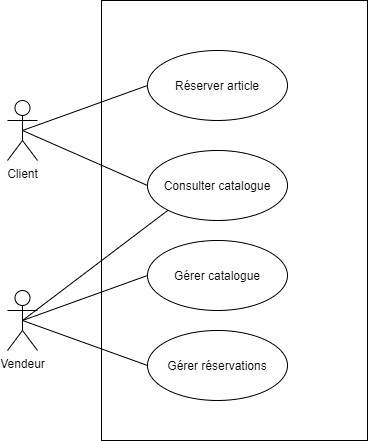 Réserver article
Client
Consulter catalogue
Gérer catalogue
Vendeur
Gérer réservations